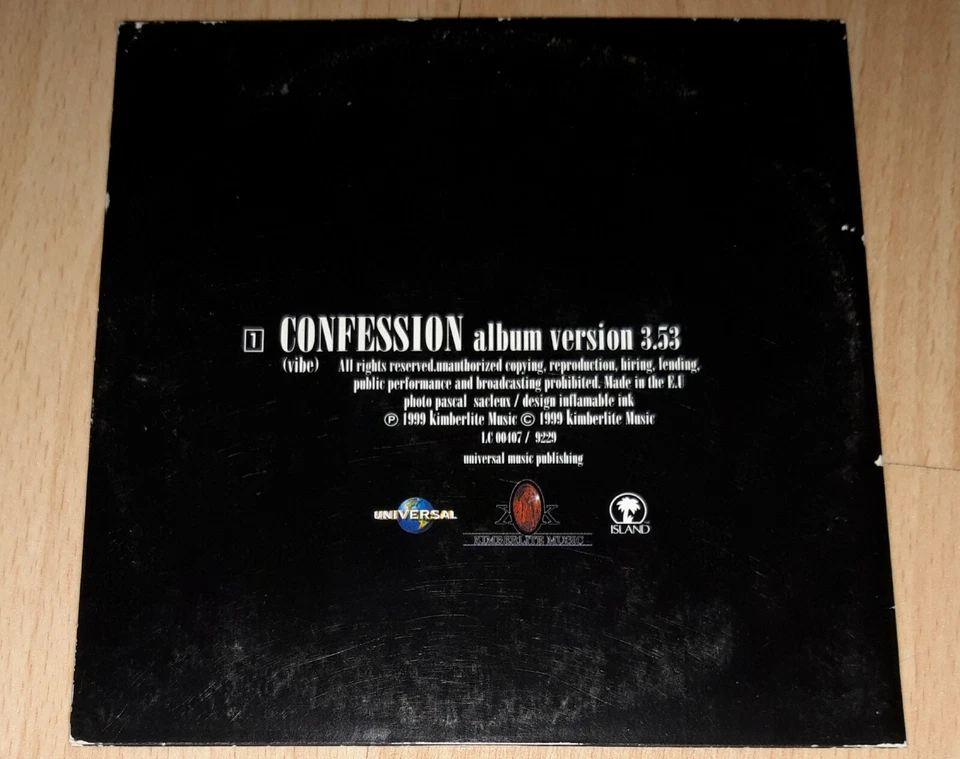 1 CONFESSION album version 3.53
(vibe) All rights reserved.unauthorized copying, reproduction, hiring, lending,
public performance and broadcasting prohibited. Made in the E.U
photo pascal sacleux / design inflamable ink
℗ 1999 Kimberlite Music © 1999 Kimberlite Music
LC 00407 / 9229
universal music publishing
UNIVERSAL
KIMBERLITE MUSIC
ISLAND